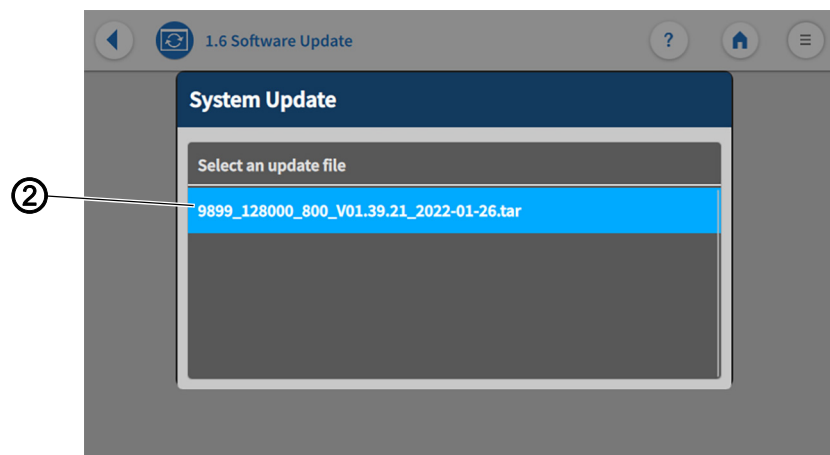 1.6 Software Update
?
System Update
Select an update file
② 9899_128000_800_V01.39.21_2022-01-26.tar